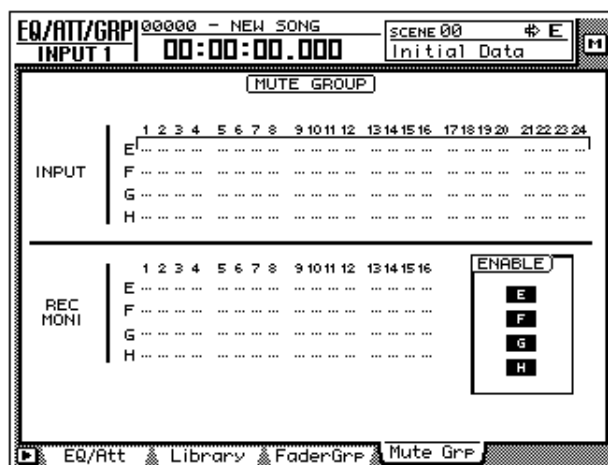 EQ/ATT/GRP 00000 - NEW SONG SCENE 00 E
INPUT 1 00:00:00.000 Initial Data M
MUTE GROUP
1 2 3 4 5 6 7 8 9 10 11 12 13 14 15 16 17 18 19 20 21 22 23 24
E
INPUT F
G
H
1 2 3 4 5 6 7 8 9 10 11 12 13 14 15 16 ENABLE
E E
REC MONI F F
G G
H H
EQ/Att Library FaderGrp Mute Grp